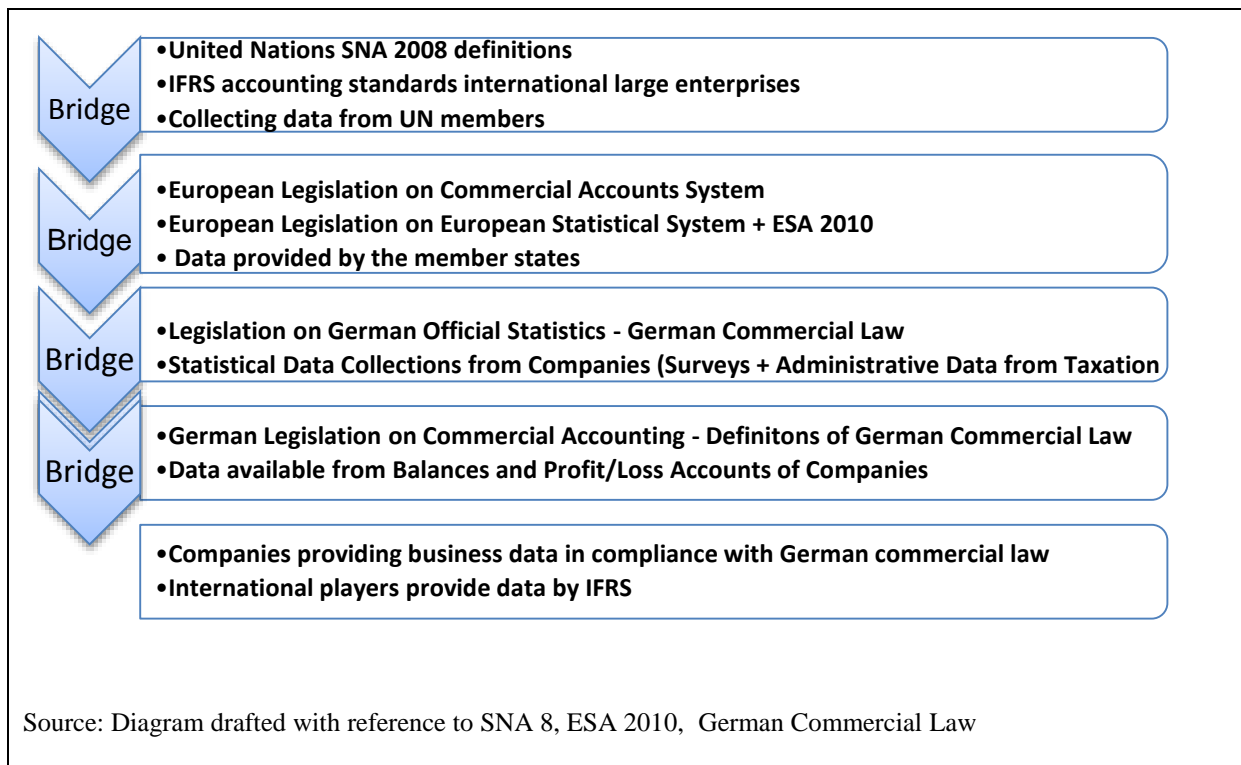 Bridge
•United Nations SNA 2008 definitions
•IFRS accounting standards international large enterprises
•Collecting data from UN members
Bridge
•European Legislation on Commercial Accounts System
•European Legislation on European Statistical System + ESA 2010
• Data provided by the member states
Bridge
•Legislation on German Official Statistics - German Commercial Law
•Statistical Data Collections from Companies (Surveys + Administrative Data from Taxation
Bridge
•German Legislation on Commercial Accounting - Definitons of German Commercial Law
•Data available from Balances and Profit/Loss Accounts of Companies
•Companies providing business data in compliance with German commercial law
•International players provide data by IFRS
Source: Diagram drafted with reference to SNA 8, ESA 2010, German Commercial Law